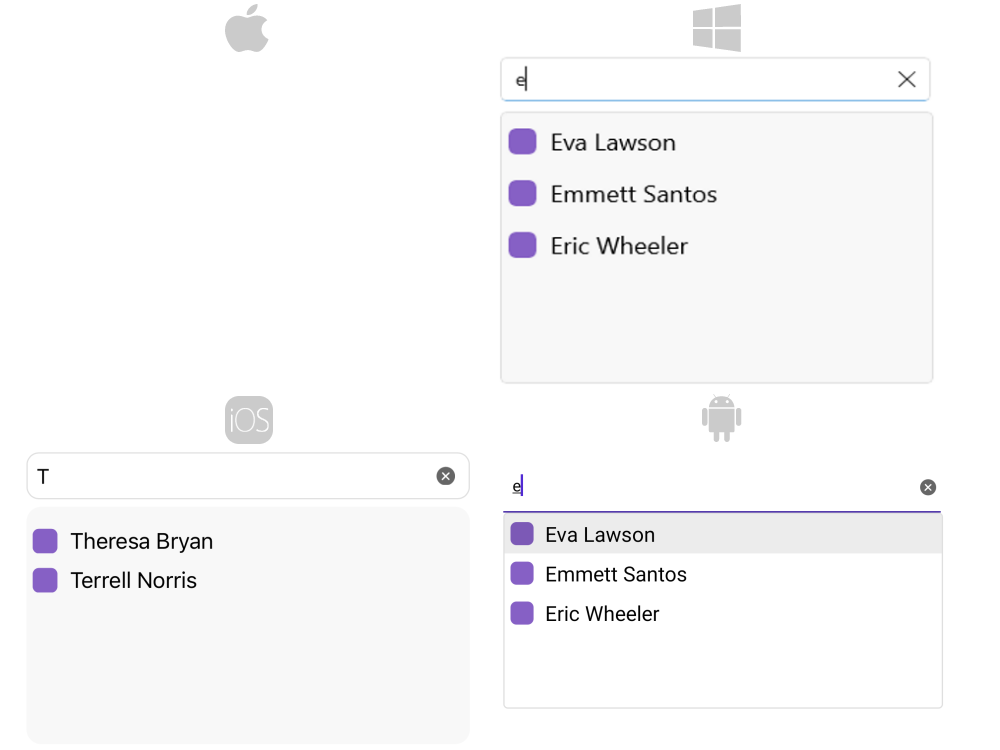 e
Eva Lawson
Emmett Santos
Eric Wheeler
iOS
T
Theresa Bryan
Terrell Norris
e
Eva Lawson
Emmett Santos
Eric Wheeler